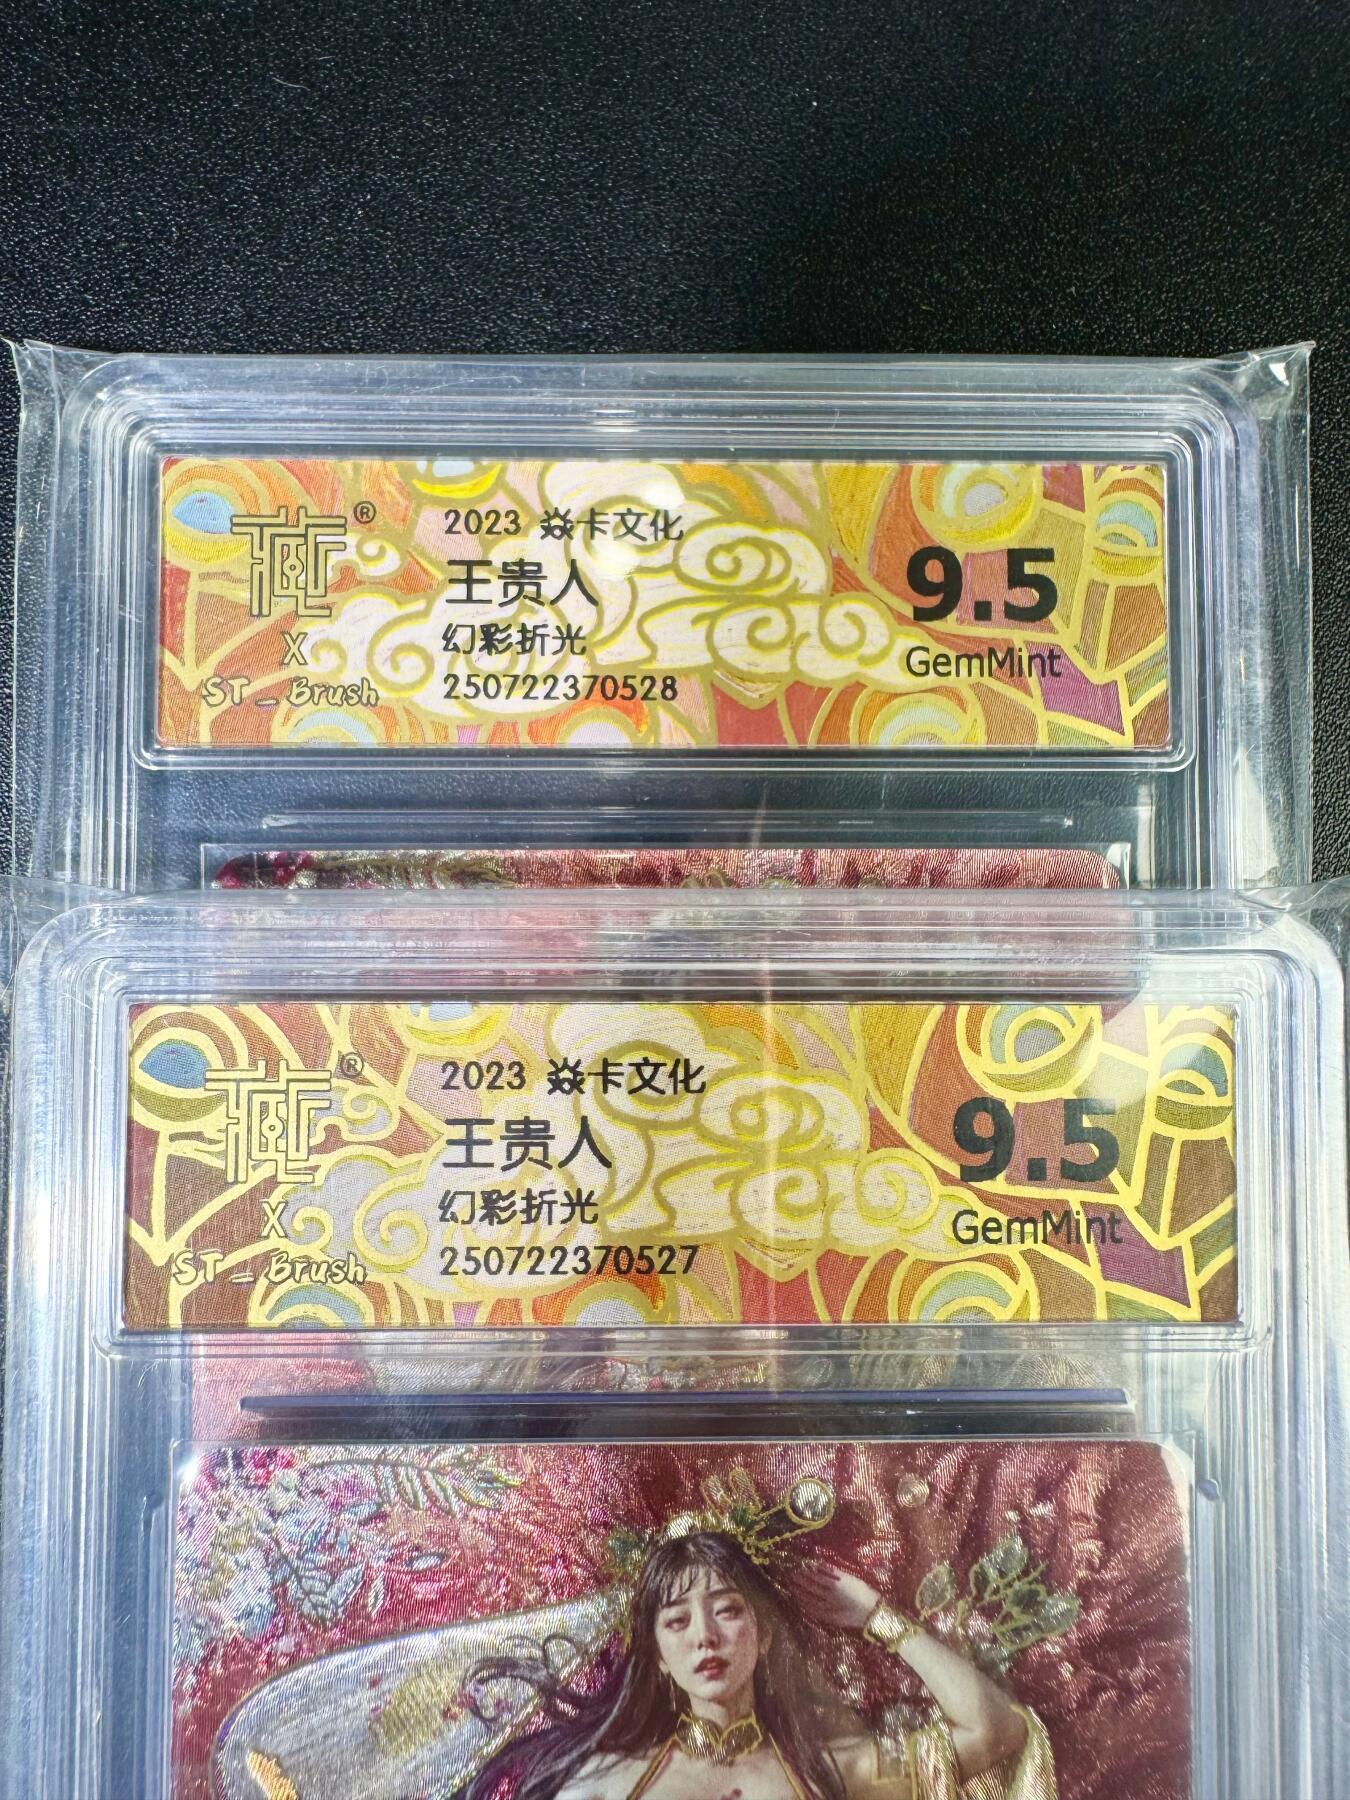 ®
2023 焱卡文化
王贵人
幻彩折光
250722370528
X
ST_Brush
9.5
GemMint
®
2023 焱卡文化
王贵人
幻彩折光
250722370527
X
ST_Brush
9.5
GemMint